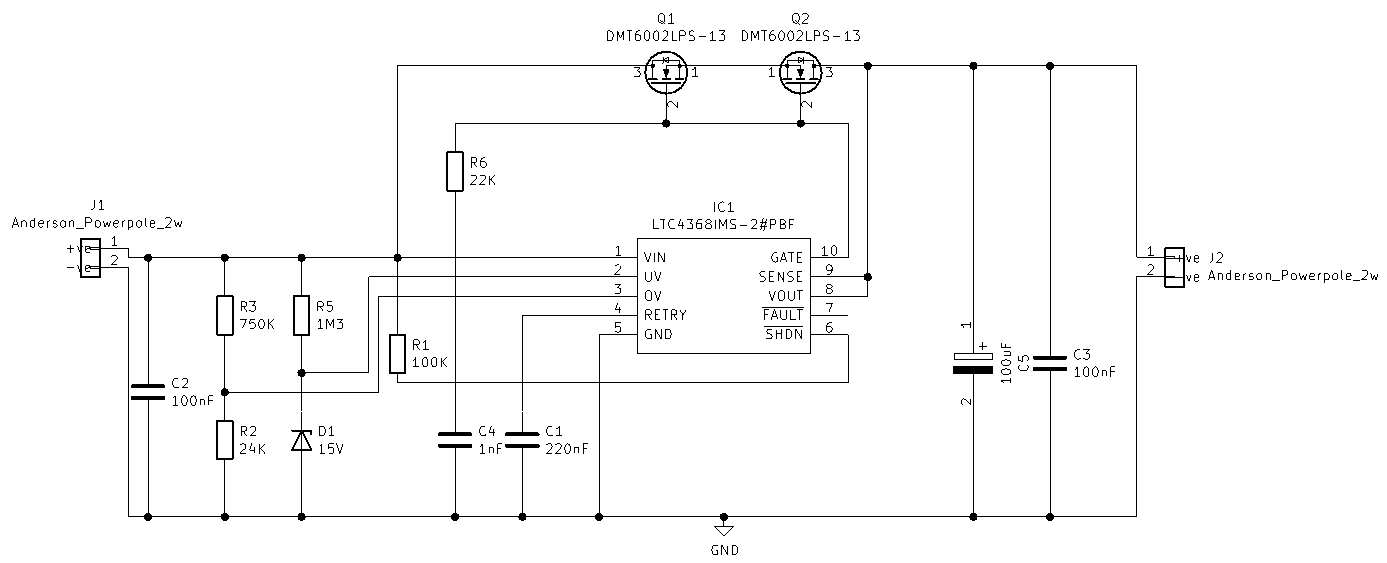 Q1
DMT6002LPS-13
Q2
DMT6002LPS-13
3
1
2
1
3
2
R6
22K
J1
Anderson_Powerpole_2w
+ve
1
-ve
2
IC1
LTC4368IMS-2#PBF
1
VIN
2
UV
3
OV
4
RETRY
5
GND
GATE
10
SENSE
9
VOUT
8
FAULT
7
SHDN
6
1
+ve
J2
2
-ve
Anderson_Powerpole_2w
R3
750K
R5
1M3
R1
100K
1
+
100uF
C5
2
C3
100nF
C2
100nF
R2
24K
D1
15V
C4
1nF
C1
220nF
GND